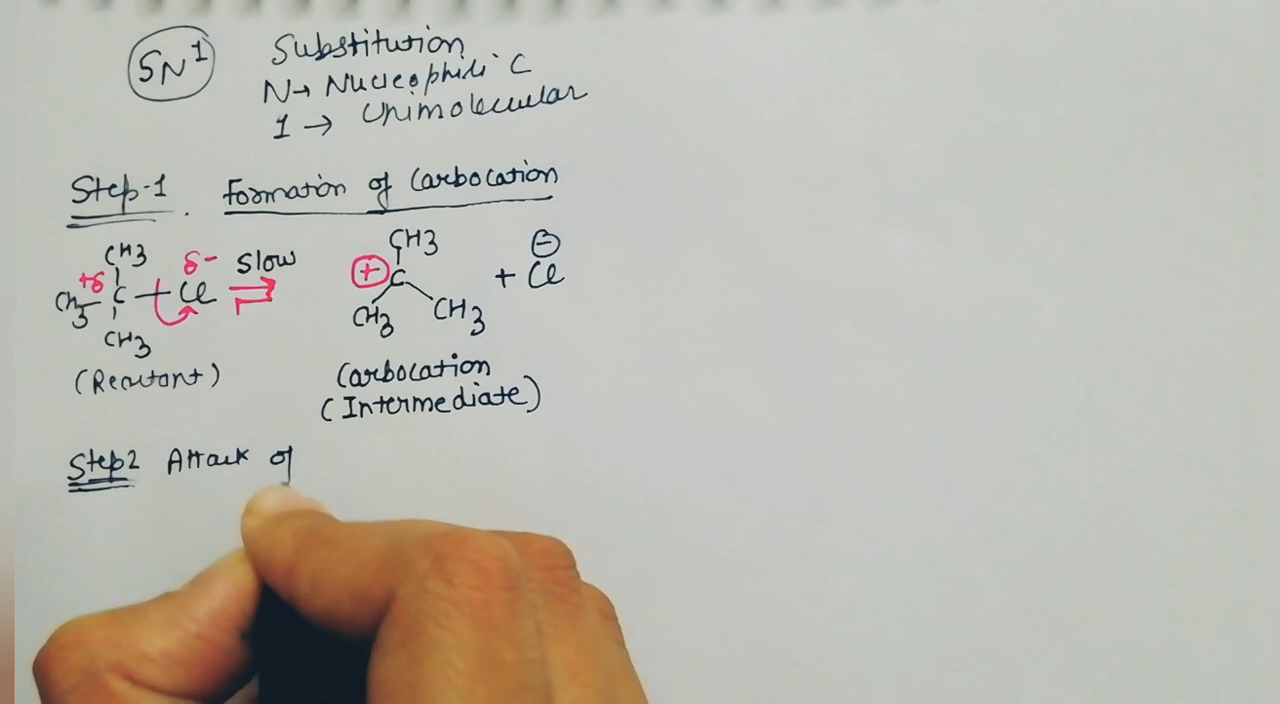 SN1
Substitution
N→ Nucleophilic
1 → Unimolecular
Step-1. Formation of Carbocation
CH3
+δ δ- Slow
CH3 C Cl
CH3
(Reactant)
CH3
+ C + Cl
⊖
CH3 CH3
Carbocation
(Intermediate)
Step2 Attack of